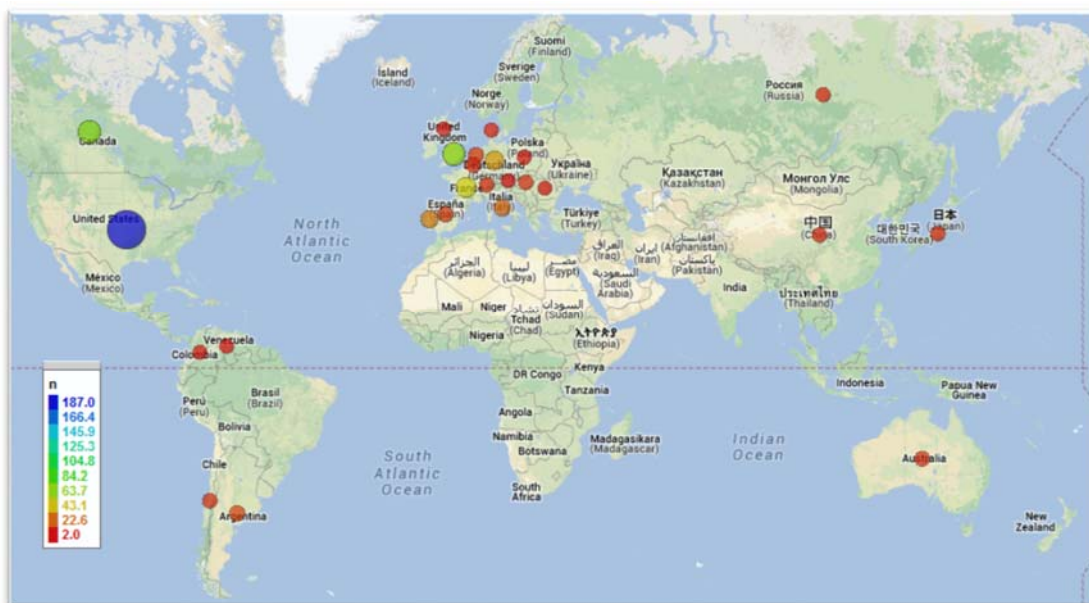 Suomi
(Finland)
Sverige
(Sweden)
Ísland
(Iceland)
Norge
(Norway)
Россия
(Russia)
Canada
United
Kingdom
Polska
(Poland)
Deutschland
(Germany)
Україна
(Ukraine)
France
Қазақстан
(Kazakhstan)
Монгол Улс
(Mongolia)
Italia
(Italy)
España
(Spain)
United States
North
Atlantic
Ocean
Türkiye
(Turkey)
中国
(China)
日本
(Japan)
대한민국
(South Korea)
افغانستان
(Afghanistan)
العراق
(Iraq)
ایران
(Iran)
پاکستان
(Pakistan)
الجزائر
(Algeria)
ليبيا
(Libya)
مصر
(Egypt)
السعودية
(Saudi
Arabia)
México
(Mexico)
India
ประเทศไทย
(Thailand)
Mali
Niger
السودان
(Sudan)
تشاد
Tchad
(Chad)
Nigeria
ኢትዮጵያ
(Ethiopia)
Venezuela
Colombia
Kenya
DR Congo
Tanzania
Indonesia
Papua New
Guinea
Perú
(Peru)
Brasil
(Brazil)
Bolivia
Angola
Namibia
Botswana
Madagasikara
(Madagascar)
Indian
Ocean
Chile
South
Atlantic
Ocean
South
Africa
Australia
Argentina
New
Zealand
n
187.0
166.4
145.9
125.3
104.8
84.2
63.7
43.1
22.6
2.0